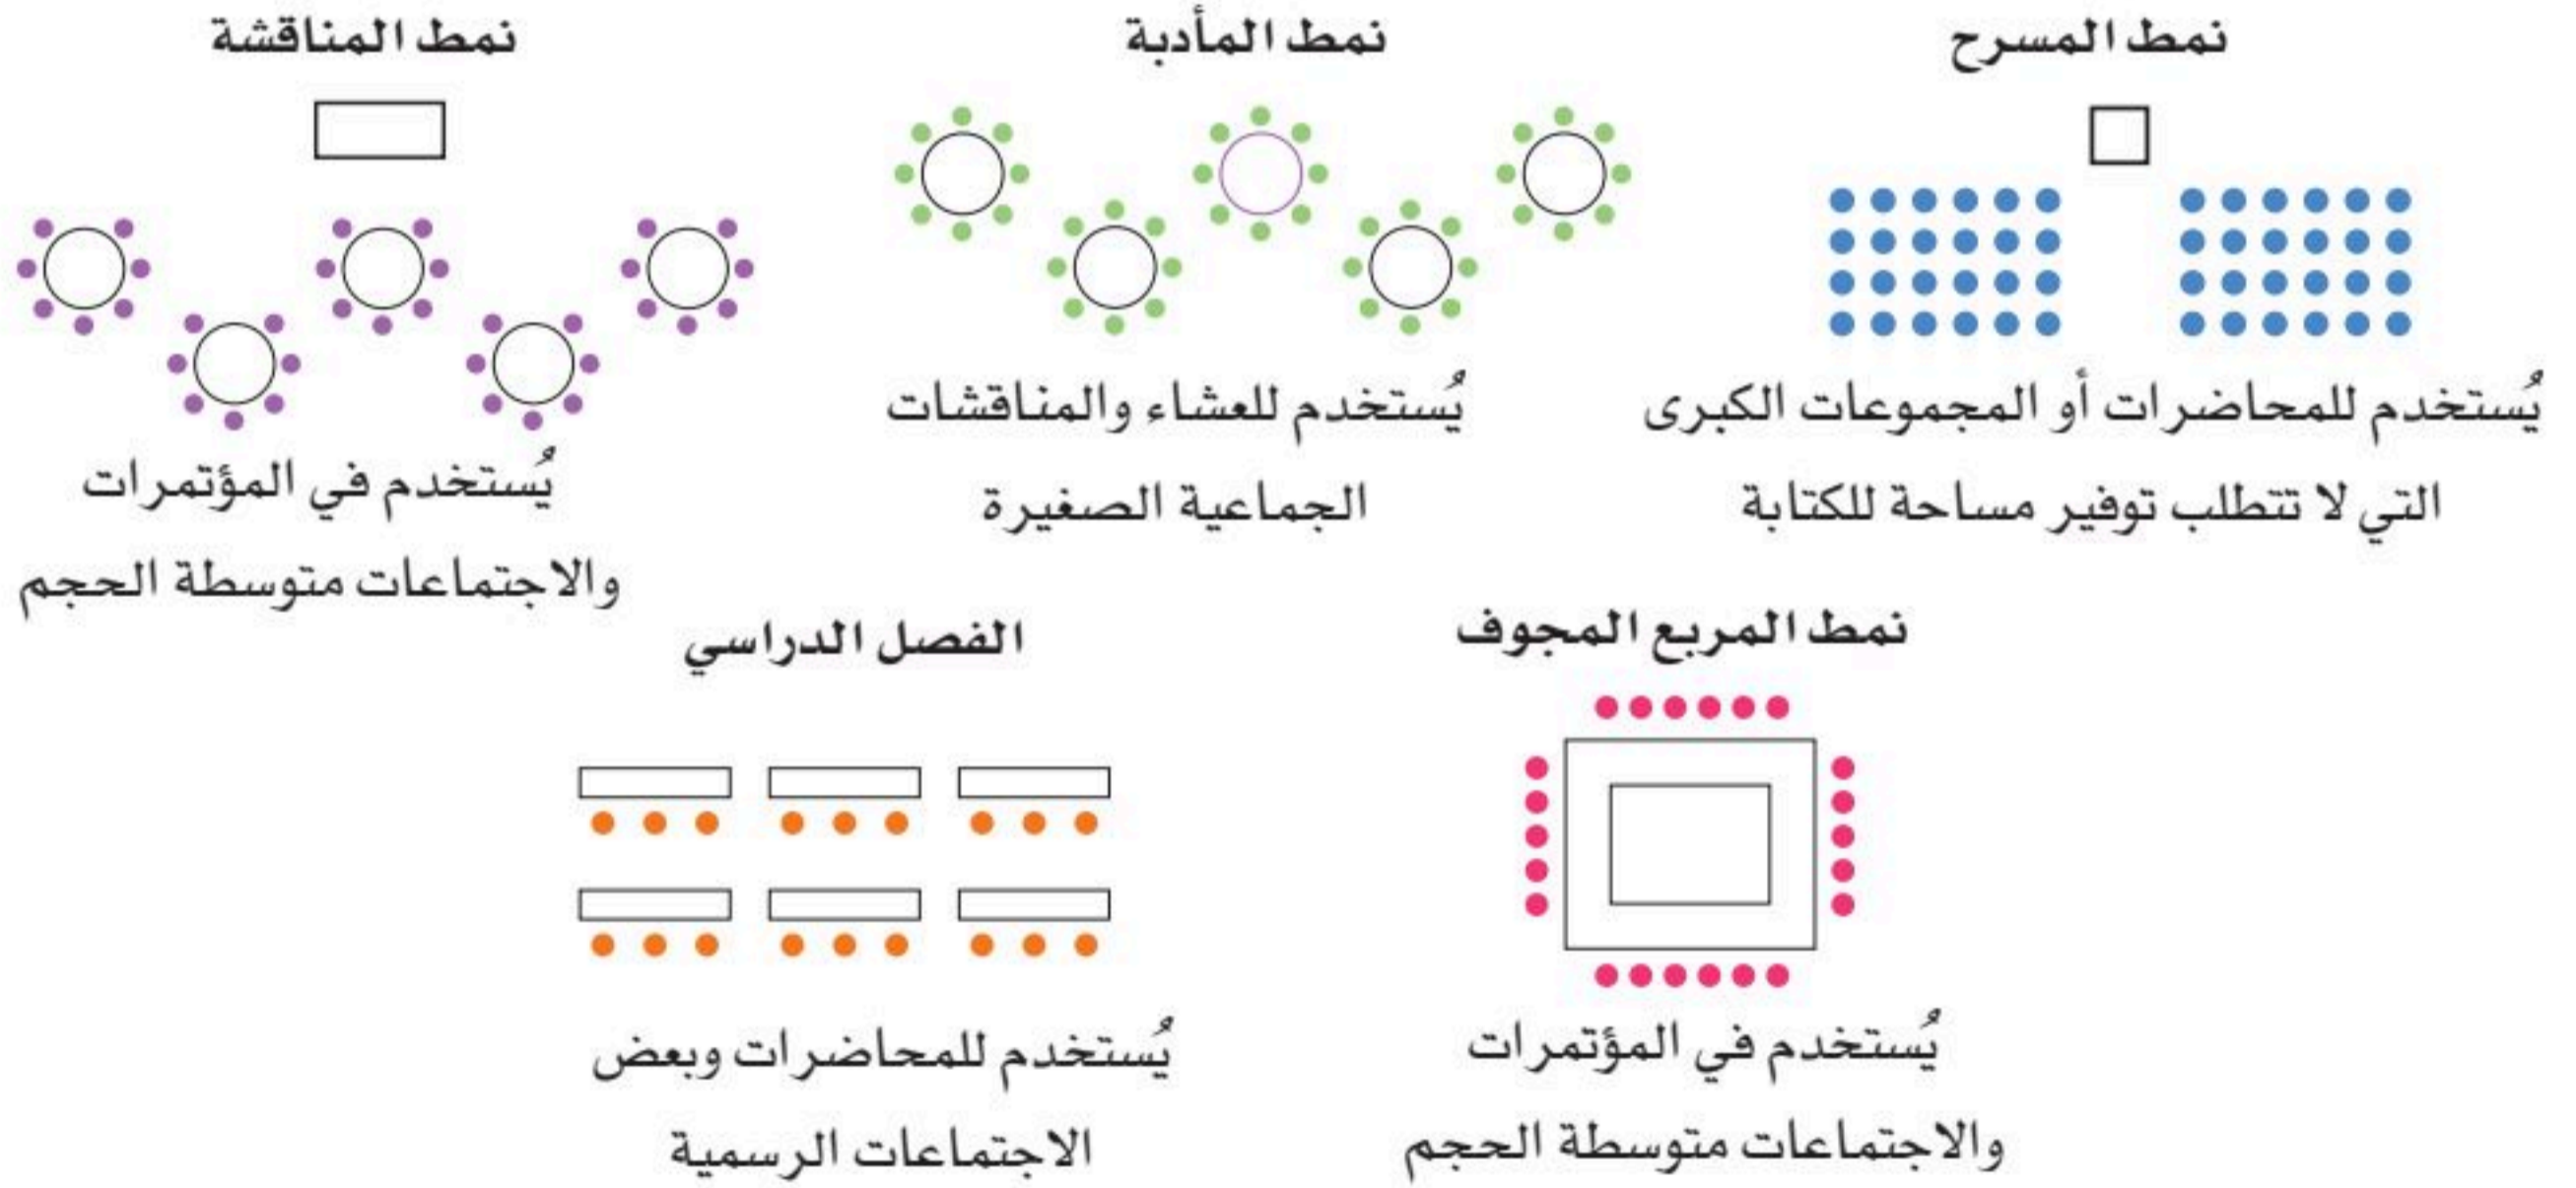 نمط المسرح
يُستخدم للمحاضرات أو المجموعات الكبرى
التي لا تتطلب توفير مساحة للكتابة
نمط المأدبة
يُستخدم للعشاء والمناقشات
الجماعية الصغيرة
نمط المناقشة
يُستخدم في المؤتمرات
والاجتماعات متوسطة الحجم
نمط المربع المجوف
يُستخدم في المؤتمرات
والاجتماعات متوسطة الحجم
الفصل الدراسي
يُستخدم للمحاضرات وبعض
الاجتماعات الرسمية